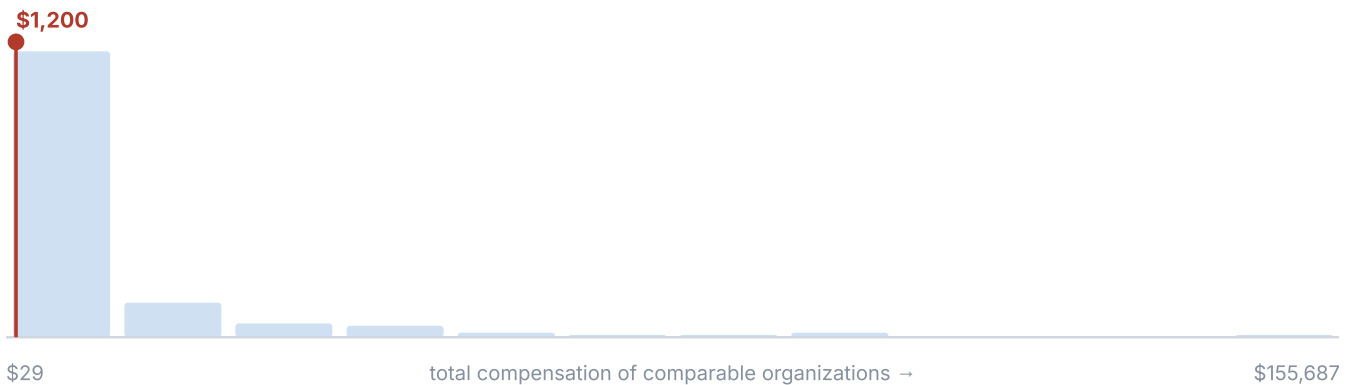 $1,200
$29 total compensation of comparable organizations → $155,687